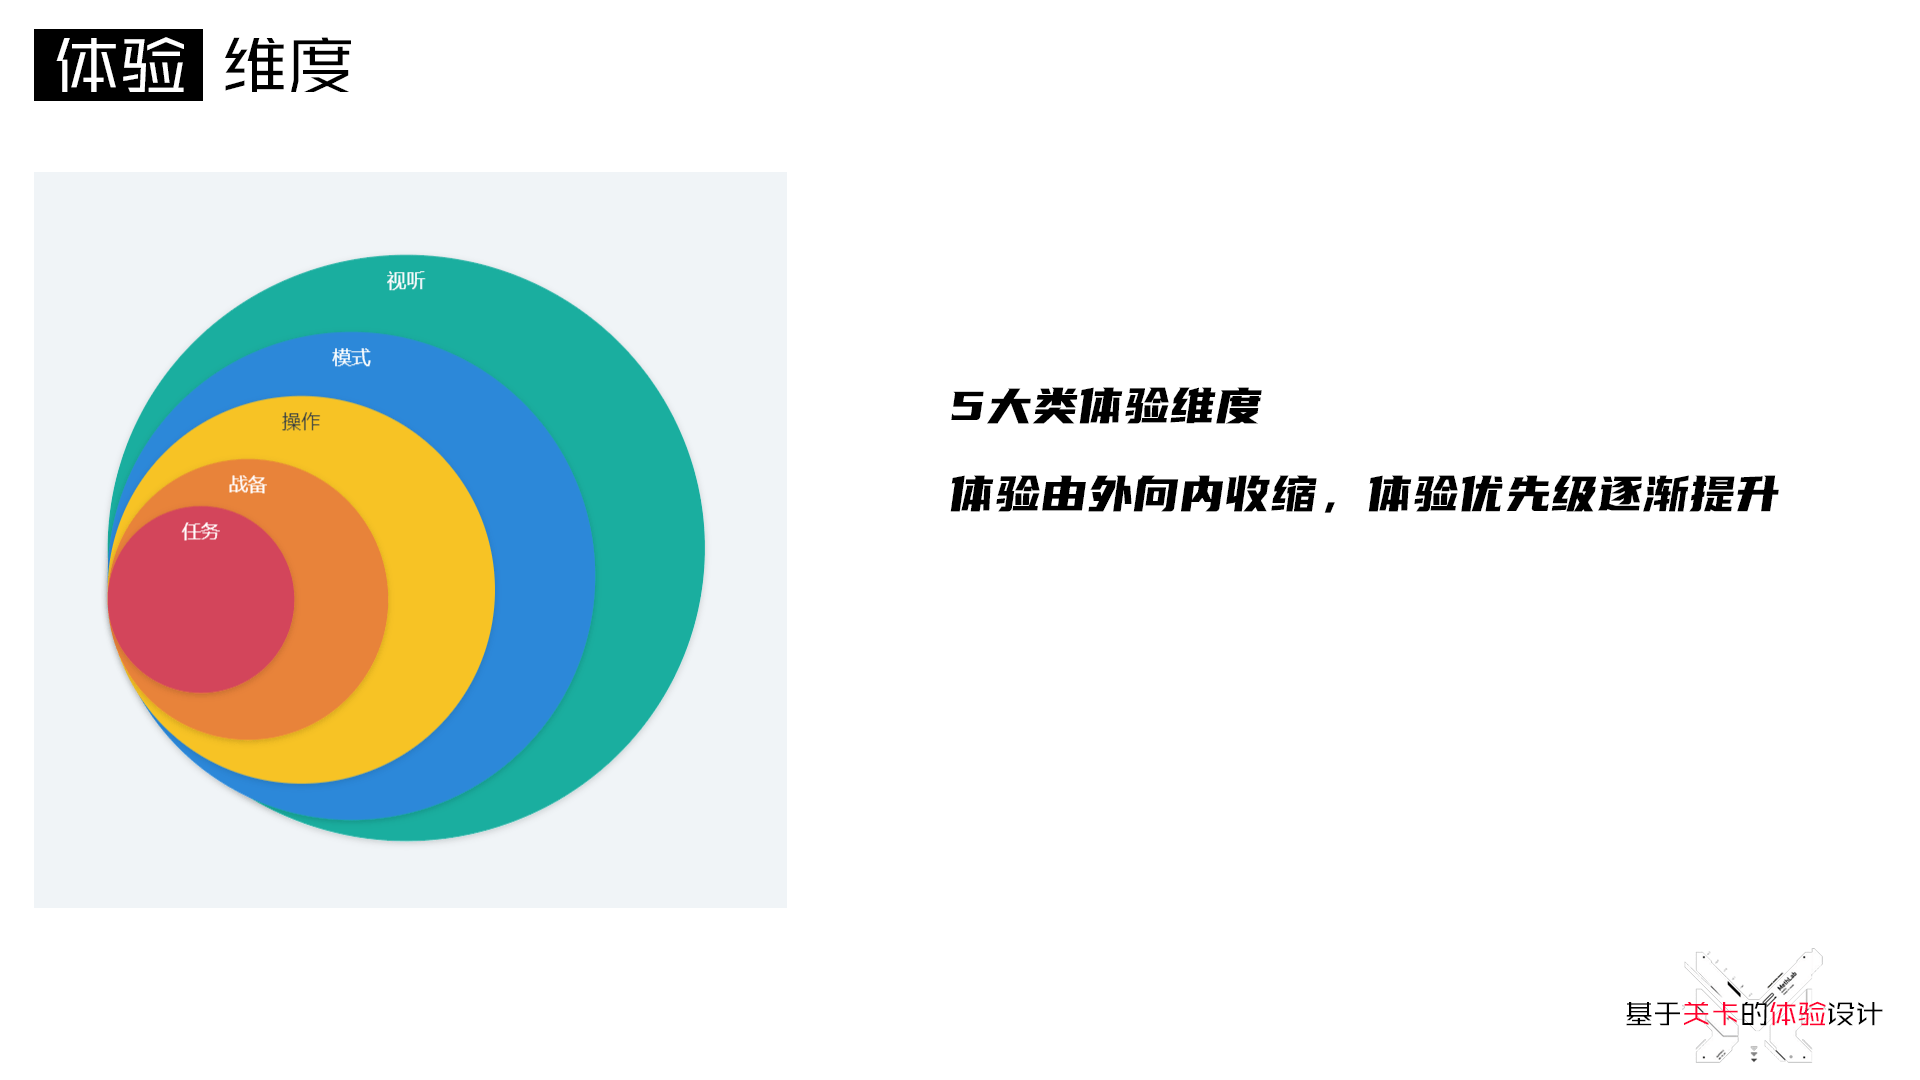 体验 维度
视听
模式
操作
战备
任务
5大类体验维度
体验由外向内收缩，体验优先级逐渐提升
MethLab
基于关卡的体验设计